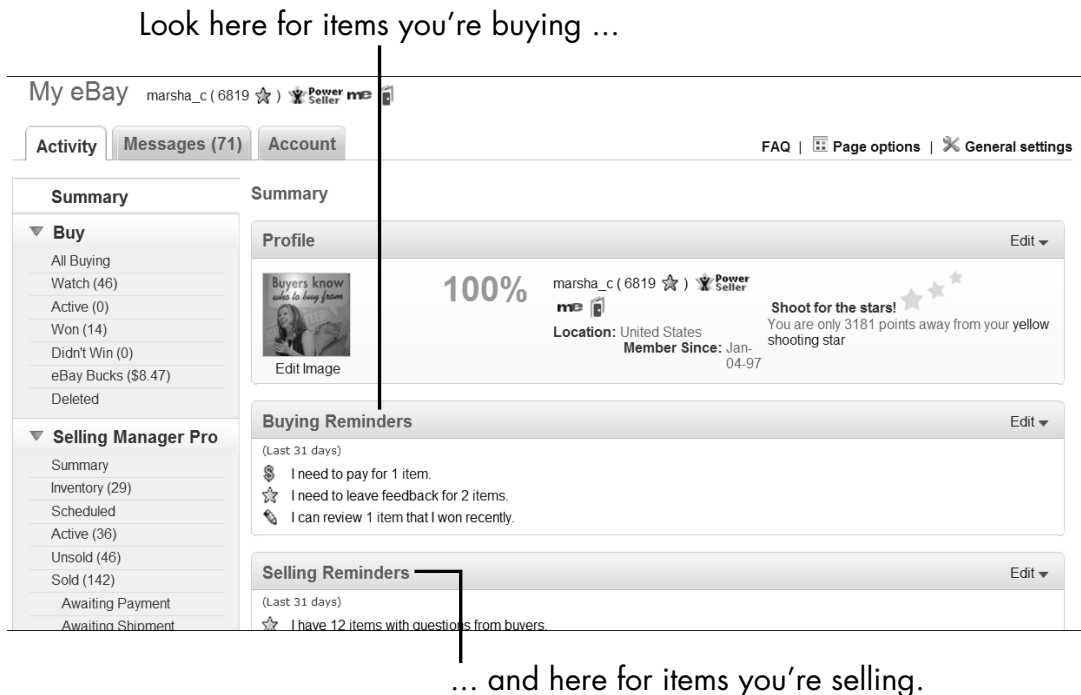 Look here for items you're buying ...
My eBay marsha_c ( 6819 ) Power Seller me
Activity Messages (71) Account
FAQ | Page options | General settings
Summary
Buy
All Buying
Watch (46)
Active (0)
Won (14)
Didn't Win (0)
eBay Bucks ($8.47)
Deleted
Selling Manager Pro
Summary
Inventory (29)
Scheduled
Active (36)
Unsold (46)
Sold (142)
Awaiting Payment
Awaiting Shipment
Summary
Profile Edit
Buyers know
who to buy from
Edit Image
100%
marsha_c ( 6819 ) Power Seller
me
Location: United States
Member Since: Jan-
04-97
Shoot for the stars!
You are only 3181 points away from your yellow
shooting star
Buying Reminders Edit
(Last 31 days)
$ I need to pay for 1 item.
I need to leave feedback for 2 items.
I can review 1 item that I won recently.
Selling Reminders Edit
(Last 31 days)
I have 12 items with questions from buyers.
... and here for items you're selling.